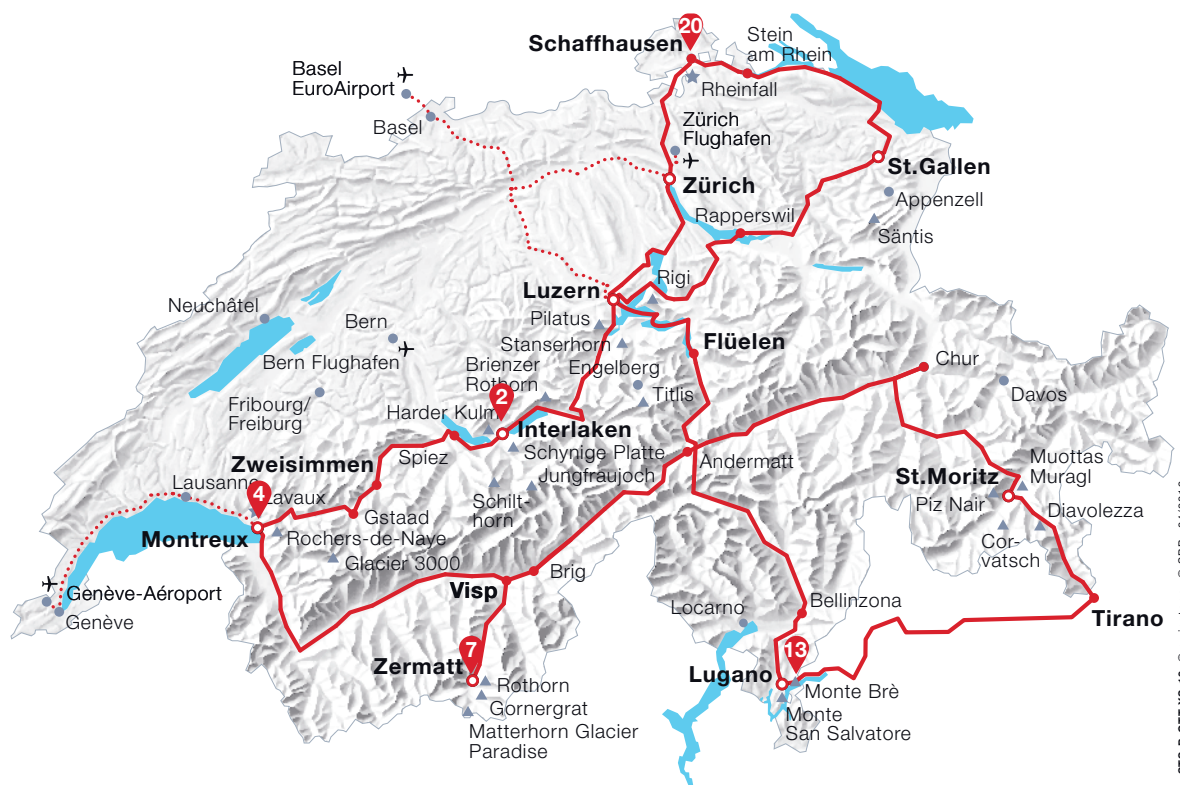 20
Schaffhausen
Stein
am Rhein
Basel
EuroAirport
Rheinfall
Basel
Zürich
Flughafen
St.Gallen
Zürich
Appenzell
Rapperswil
Säntis
Rigi
Luzern
Neuchâtel
Pilatus
Bern
Stanserhorn
Flüelen
Bern Flughafen
Brienzer
Rothorn
Engelberg
Chur
Titlis
Davos
Fribourg/
Freiburg
2
Harder Kulm
Interlaken
Spiez
Schynige Platte
Jungfraujoch
Andermatt
Zweisimmen
Muottas
Muragl
St.Moritz
Lausanne
4
Lavaux
Schilt-
horn
Piz Nair
Gstaad
Diavolezza
Montreux
Rochers-de-Naye
Cor-
vatsch
Glacier 3000
Brig
Visp
Genève-Aéroport
Genève
Locarno
Bellinzona
Tirano
7
Zermatt
13
Lugano
Rothorn
Monte Brè
Gornergrat
Monte
San Salvatore
Matterhorn Glacier
Paradise